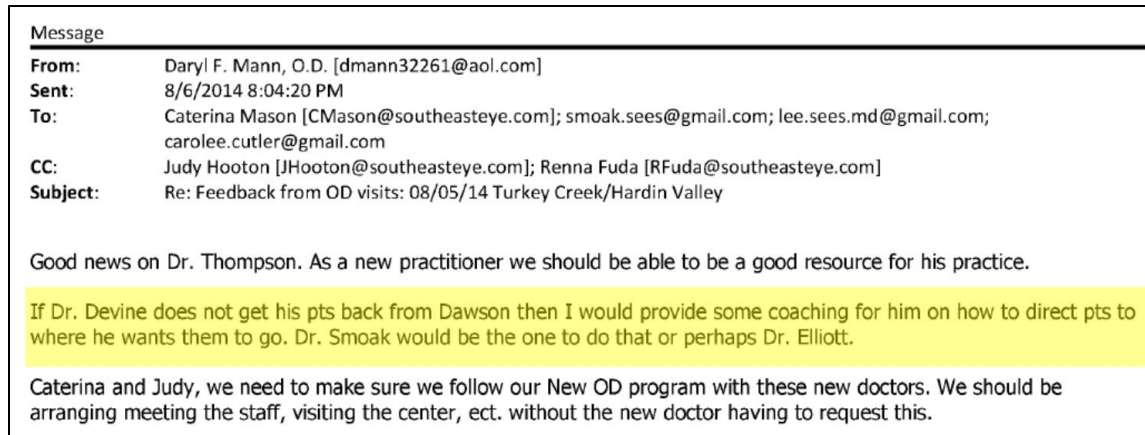 Message
From: Daryl F. Mann, O.D. [dmann32261@aol.com]
Sent: 8/6/2014 8:04:20 PM
To: Caterina Mason [CMason@southeasteye.com]; smoak.sees@gmail.com; lee.sees.md@gmail.com;
carolee.cutler@gmail.com
CC: Judy Hooton [JHooton@southeasteye.com]; Renna Fuda [RFuda@southeasteye.com]
Subject: Re: Feedback from OD visits: 08/05/14 Turkey Creek/Hardin Valley
Good news on Dr. Thompson. As a new practitioner we should be able to be a good resource for his practice.
If Dr. Devine does not get his pts back from Dawson then I would provide some coaching for him on how to direct pts to
where he wants them to go. Dr. Smoak would be the one to do that or perhaps Dr. Elliott.
Caterina and Judy, we need to make sure we follow our New OD program with these new doctors. We should be
arranging meeting the staff, visiting the center, ect. without the new doctor having to request this.